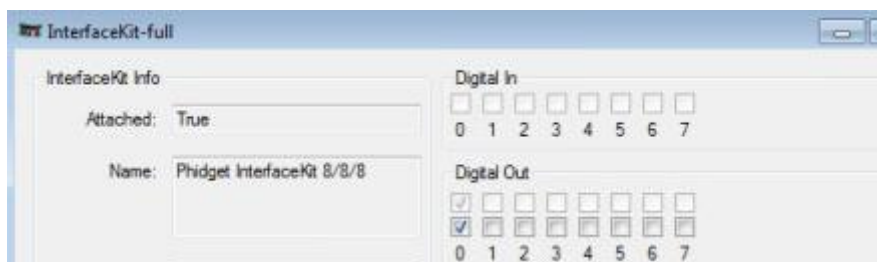 InterfaceKit-full
InterfaceKit Info
Attached: True
Name: Phidget InterfaceKit 8/8/8
Digital In
0 1 2 3 4 5 6 7
Digital Out
0 1 2 3 4 5 6 7